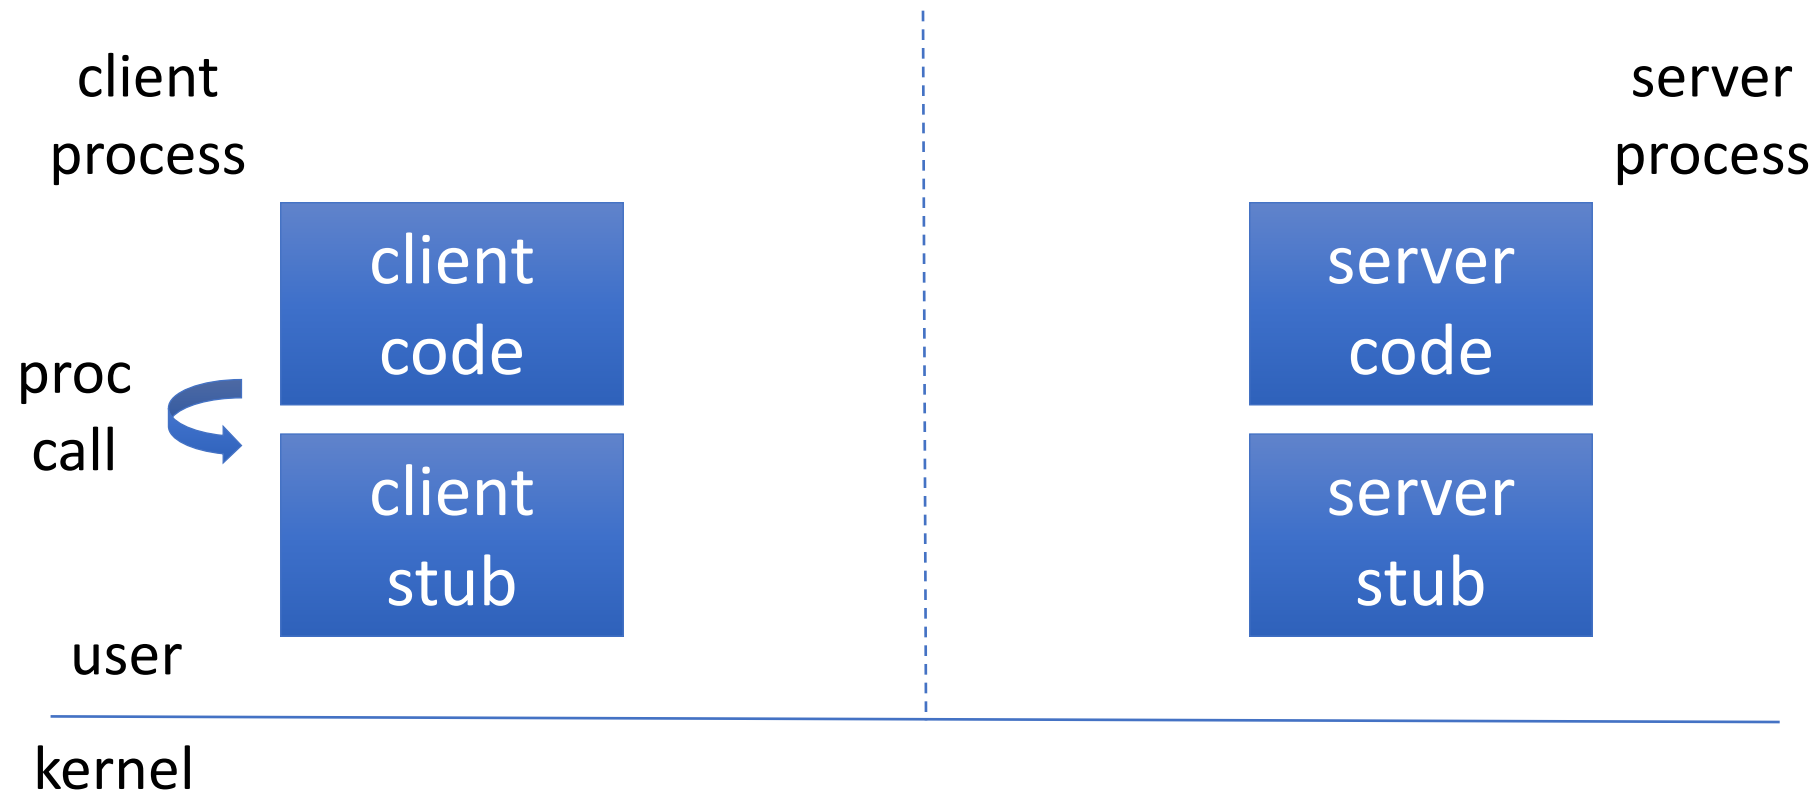 client
process
server
process
client
code
server
code
proc
call
client
stub
server
stub
user
kernel